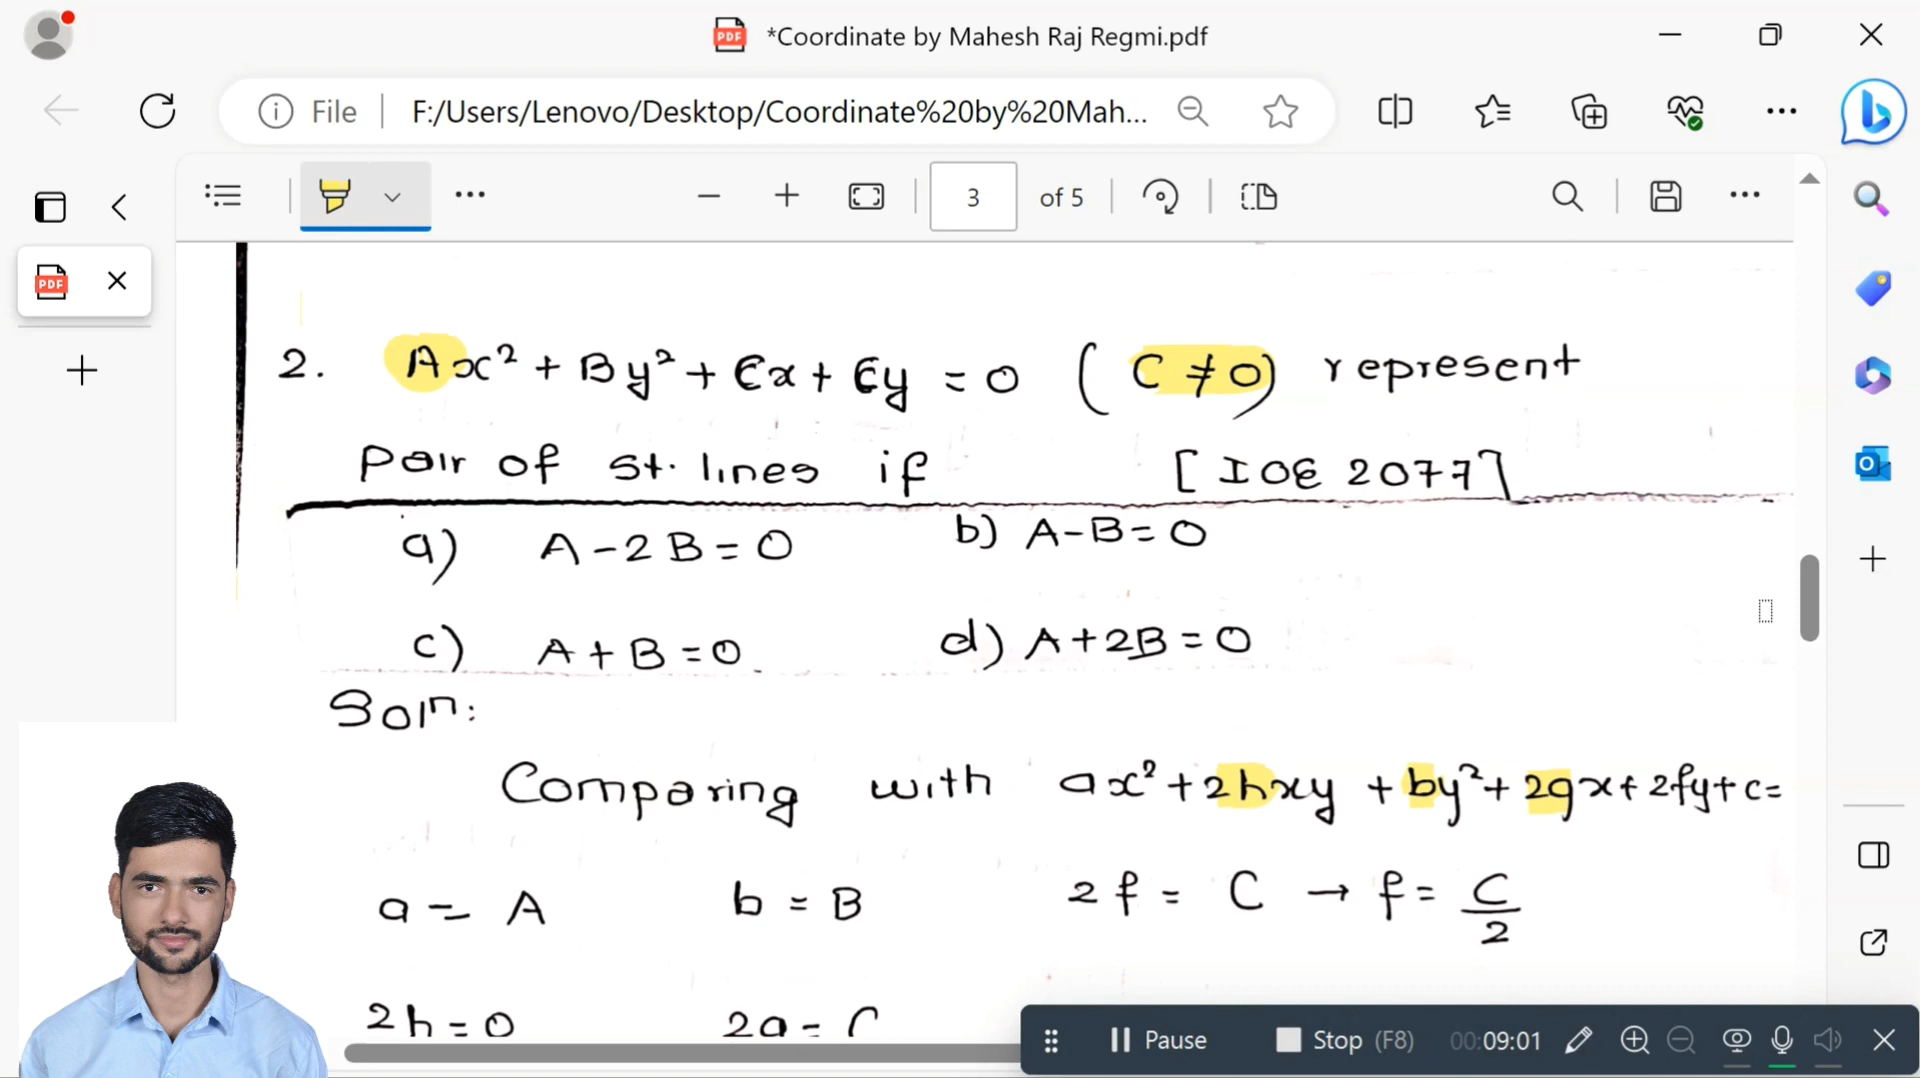 *Coordinate by Mahesh Raj Regmi.pdf
File
F:/Users/Lenovo/Desktop/Coordinate%20by%20Mah...
PDF
3 of 5
2. Ax² + By² + Cx + Cy = 0 ( C ≠ 0) represent
pair of st. lines if [ IOE 2077]
a) A - 2B = 0 b) A-B = 0
c) A + B = 0 d) A+2B = 0
Solⁿ:
Comparing with ax² + 2hxy + by² + 2gx + 2fy + c =
a = A b = B 2f = C → f = C/2
2h = 0 2g = C
Pause Stop (F8) 00:09:01